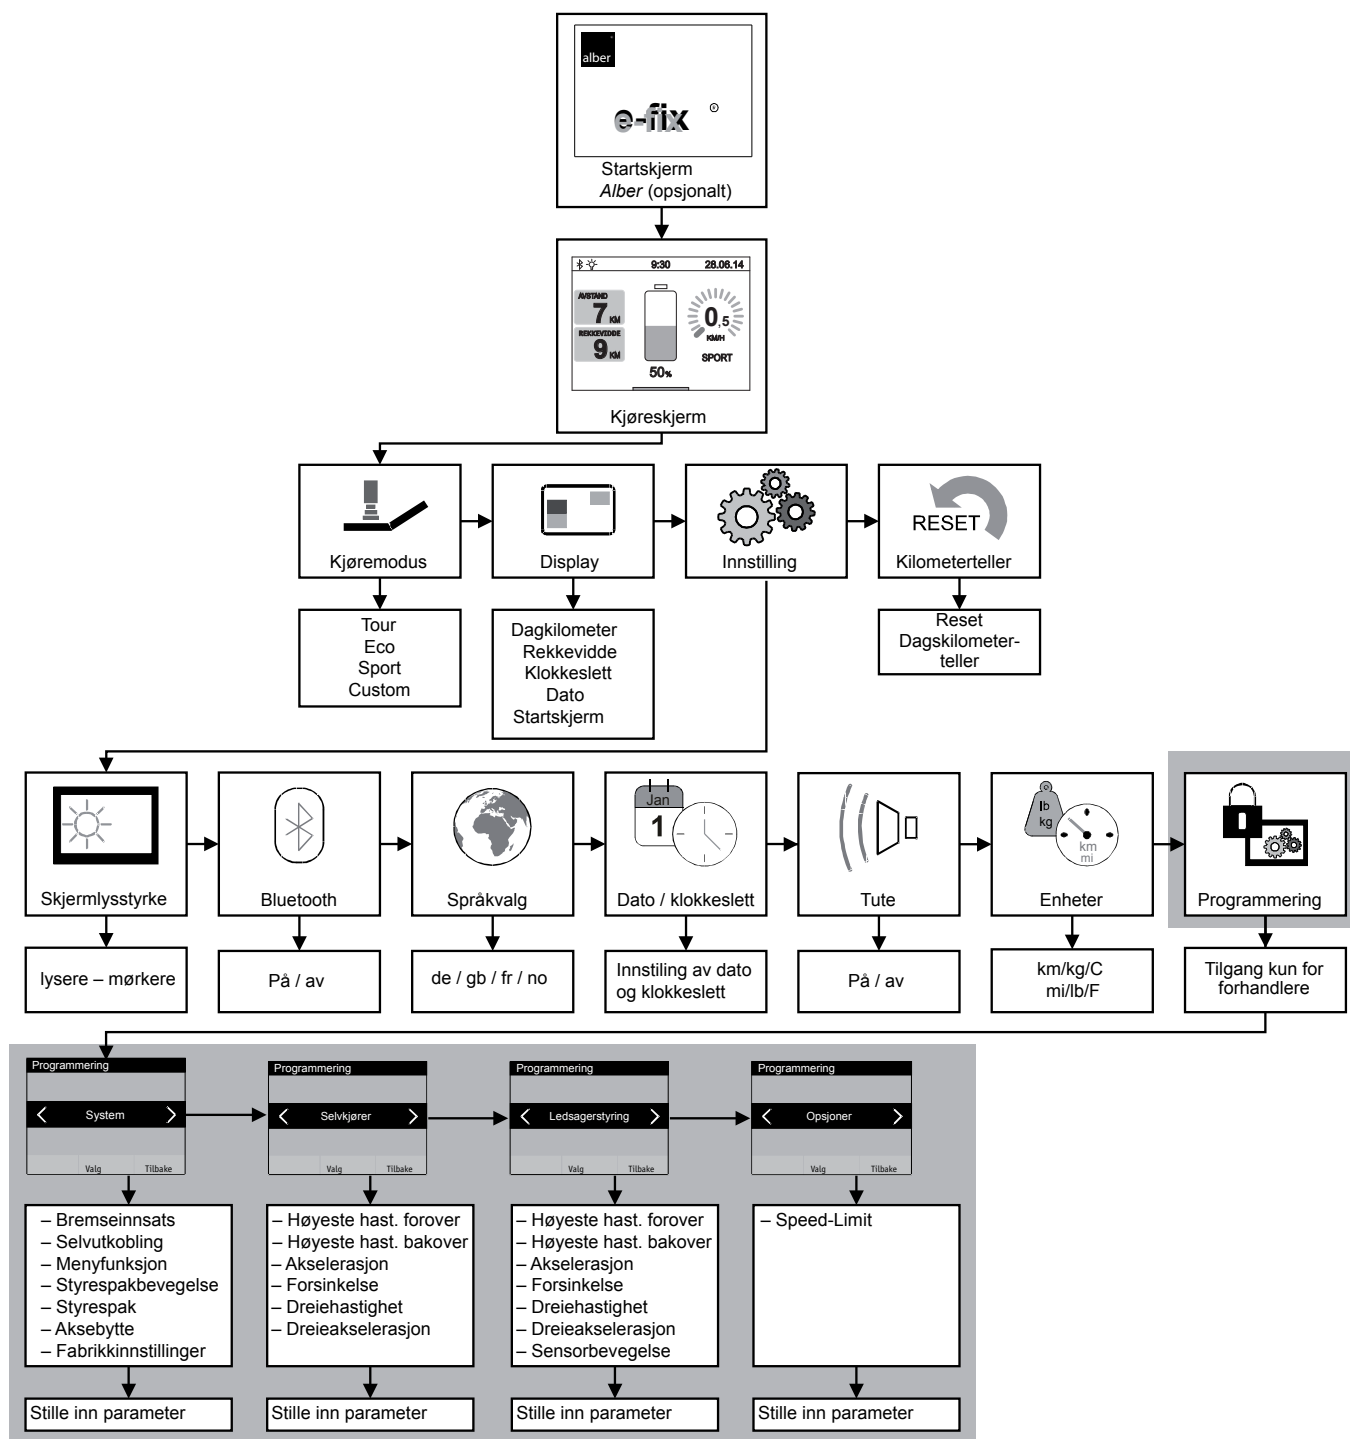 alber
e-fix ®
Startskjerm
Alber (opsjonalt)
9:30 28.06.14
AVSTAND
7 KM
REKKEVIDDE
9 KM
50%
0,5
KM/H
SPORT
Kjøreskjerm
Kjøremodus
Display
Innstilling
RESET
Kilometerteller
Tour
Eco
Sport
Custom
Dagkilometer
Rekkevidde
Klokkeslett
Dato
Startskjerm
Reset
Dagskilometer-
teller
Skjermlysstyrke
Bluetooth
Språkvalg
Jan
1
Dato / klokkeslett
Tute
lb
kg
km
mi
Enheter
Programmering
lysere – mørkere
På / av
de / gb / fr / no
Innstiling av dato
og klokkeslett
På / av
km/kg/C
mi/lb/F
Tilgang kun for
forhandlere
Programmering
System
Valg Tilbake
Programmering
Selvkjører
Valg Tilbake
Programmering
Ledsagerstyring
Valg Tilbake
Programmering
Opsjoner
Valg Tilbake
– Bremseinnsats
– Selvutkobling
– Menyfunksjon
– Styrespakbevegelse
– Styrespak
– Aksebytte
– Fabrikkinnstillinger
– Høyeste hast. forover
– Høyeste hast. bakover
– Akselerasjon
– Forsinkelse
– Dreiehastighet
– Dreieakselerasjon
– Høyeste hast. forover
– Høyeste hast. bakover
– Akselerasjon
– Forsinkelse
– Dreiehastighet
– Dreieakselerasjon
– Sensorbevegelse
– Speed-Limit
Stille inn parameter
Stille inn parameter
Stille inn parameter
Stille inn parameter